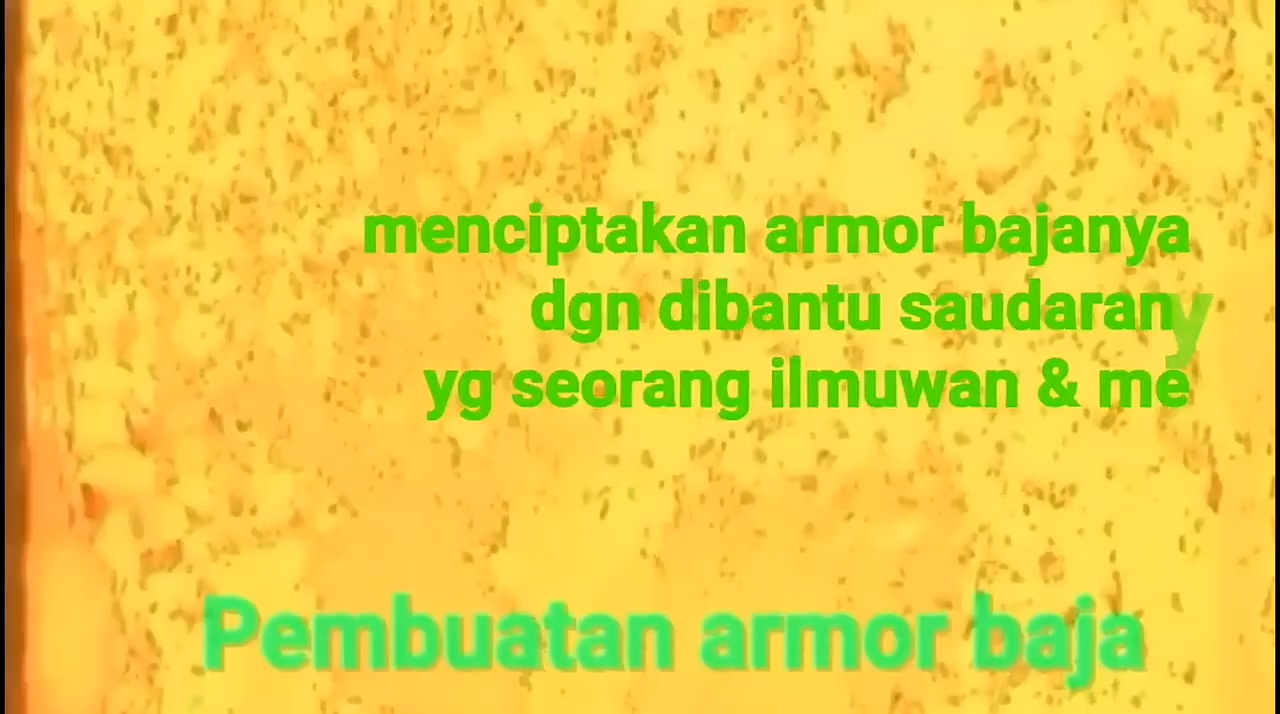 menciptakan armor bajanya
dgn dibantu saudarany
yg seorang ilmuwan & me
Pembuatan armor baja